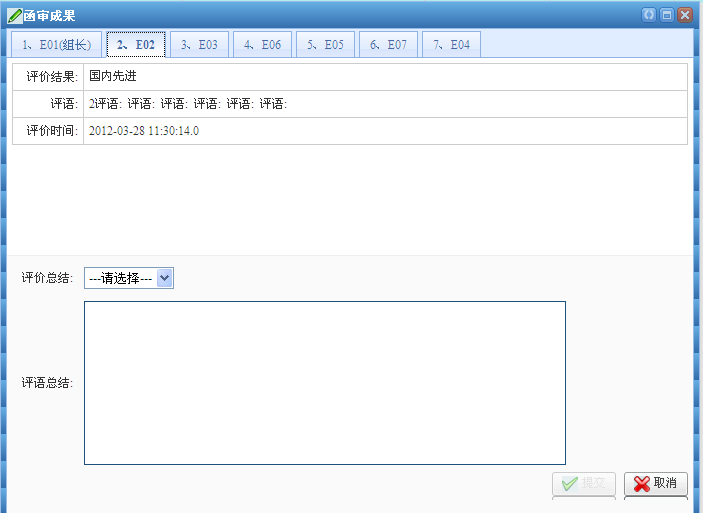 函审成果
1、E01(组长) 2、E02 3、E03 4、E06 5、E05 6、E07 7、E04
评价结果: 国内先进
评语: 2评语: 评语: 评语: 评语: 评语: 评语:
评价时间: 2012-03-28 11:30:14.0
评价总结: ---请选择---
评语总结:
提交 取消